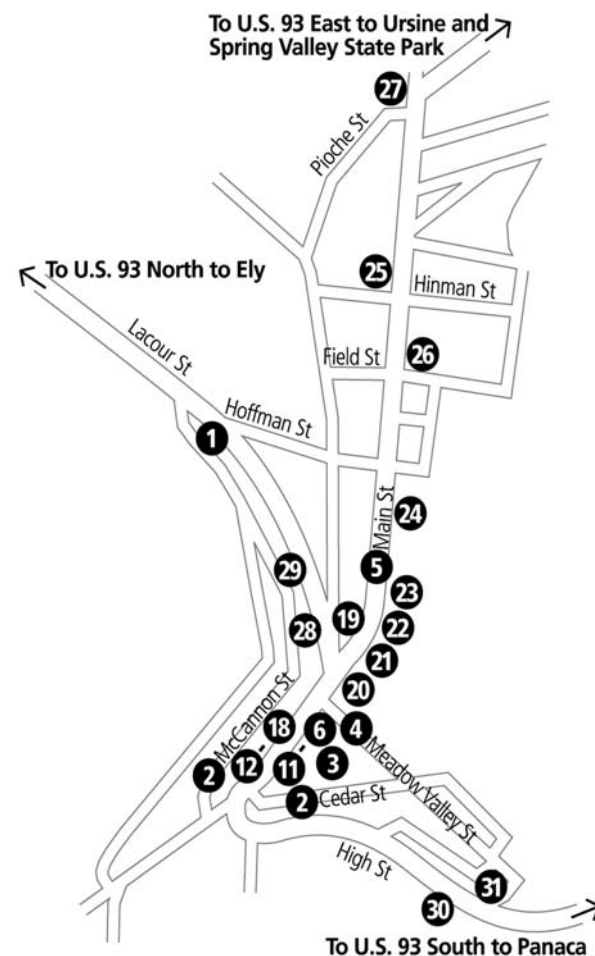 To U.S. 93 East to Ursine and
Spring Valley State Park
27
Pioche St
To U.S. 93 North to Ely
25
Hinman St
Lacour St
Field St
26
Hoffman St
1
Main St
24
5
29
23
19
28
22
21
20
McCannon St
18
6
4
12
11
3
2
Meadow Valley St
2
Cedar St
High St
31
30
To U.S. 93 South to Panaca